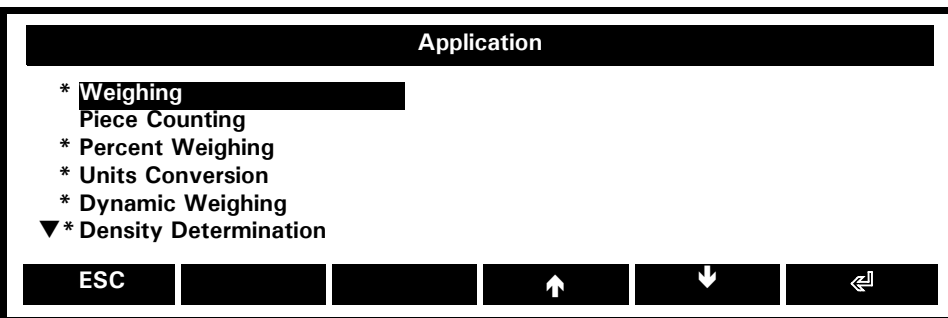 Application
* Weighing
Piece Counting
* Percent Weighing
* Units Conversion
* Dynamic Weighing
▼* Density Determination
ESC